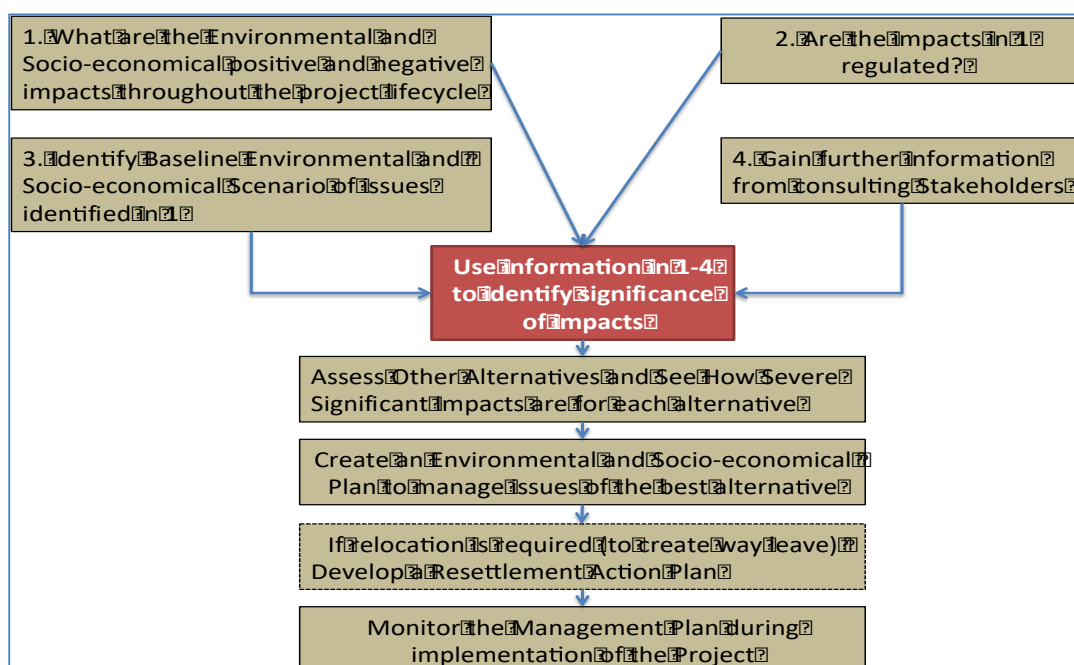 1. What are the Environmental and
Socio-economical positive and negative
impacts throughout the project lifecycle
2. Are the impacts in 1
regulated?
3. Identify Baseline Environmental and
Socio-economical Scenario of issues
identified in 1
4. Gain further information
from consulting Stakeholders
Use information in 1-4
to identify significance
of impacts
Assess Other Alternatives and See How Severe
Significant Impacts are for each alternative
Create an Environmental and Socio-economical
Plan to manage issues of the best alternative
If relocation is required (to create way leave)
Develop a Resettlement Action Plan
Monitor the Management Plan during
implementation of the Project